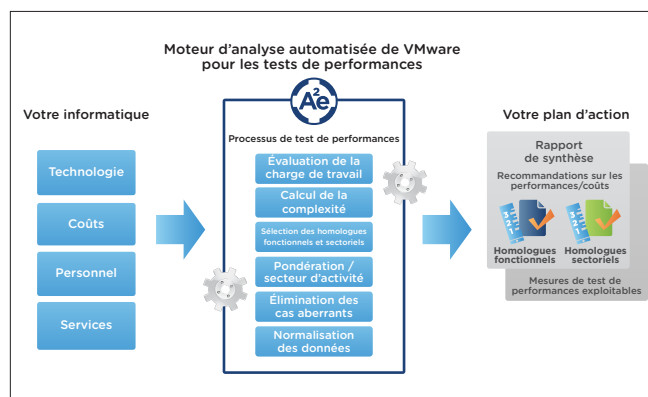 Moteur d'analyse automatisée de VMware
pour les tests de performances
A2e
Votre informatique
Technologie
Coûts
Personnel
Services
Processus de test de performances
Évaluation de la
charge de travail
Calcul de la
complexité
Sélection des homologues
fonctionnels et sectoriels
Pondération /
secteur d'activité
Élimination des
cas aberrants
Normalisation
des données
Votre plan d'action
Rapport
de synthèse
Recommandations sur les
performances/coûts
Homologues
fonctionnels
Homologues
sectoriels
Mesures de test de
performances exploitables